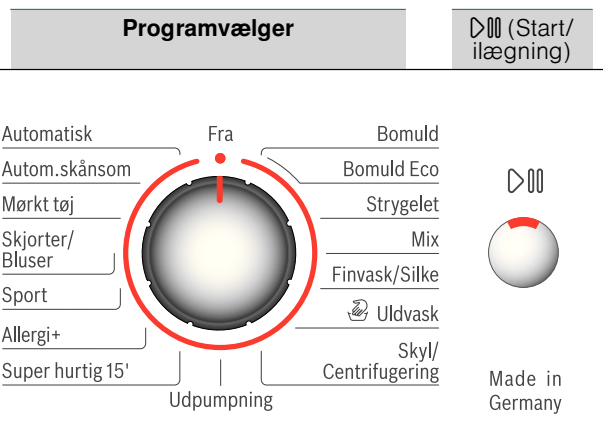 Programvælger
(Start/
ilægning)
Fra
Automatisk
Autom.skånsom
Mørkt tøj
Skjorter/
Bluser
Sport
Allergi+
Super hurtig 15'
Udpumpning
Bomuld
Bomuld Eco
Strygelet
Mix
Finvask/Silke
Uldvask
Skyl/
Centrifugering
Made in
Germany